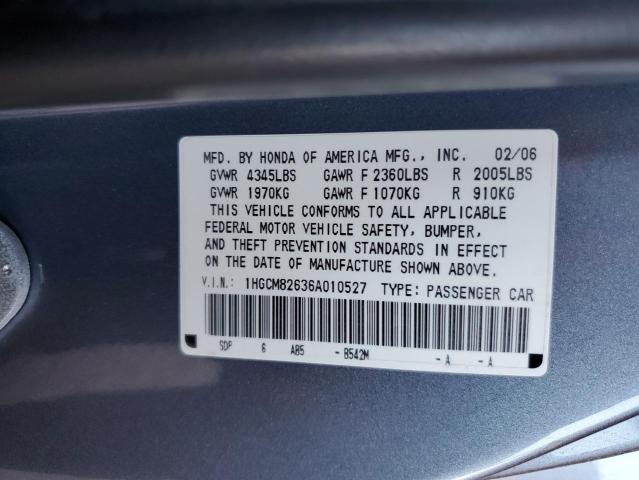 MFD. BY HONDA OF AMERICA MFG., INC. 02/06
GVWR 4345LBS GAWR F 2360LBS R 2005LBS
GVWR 1970KG GAWR F 1070KG R 910KG
THIS VEHICLE CONFORMS TO ALL APPLICABLE
FEDERAL MOTOR VEHICLE SAFETY, BUMPER,
AND THEFT PREVENTION STANDARDS IN EFFECT
ON THE DATE OF MANUFACTURE SHOWN ABOVE.
V.I.N.: 1HGCM82636A010527 TYPE: PASSENGER CAR
SDP 6 AB5 - B542M - A - A